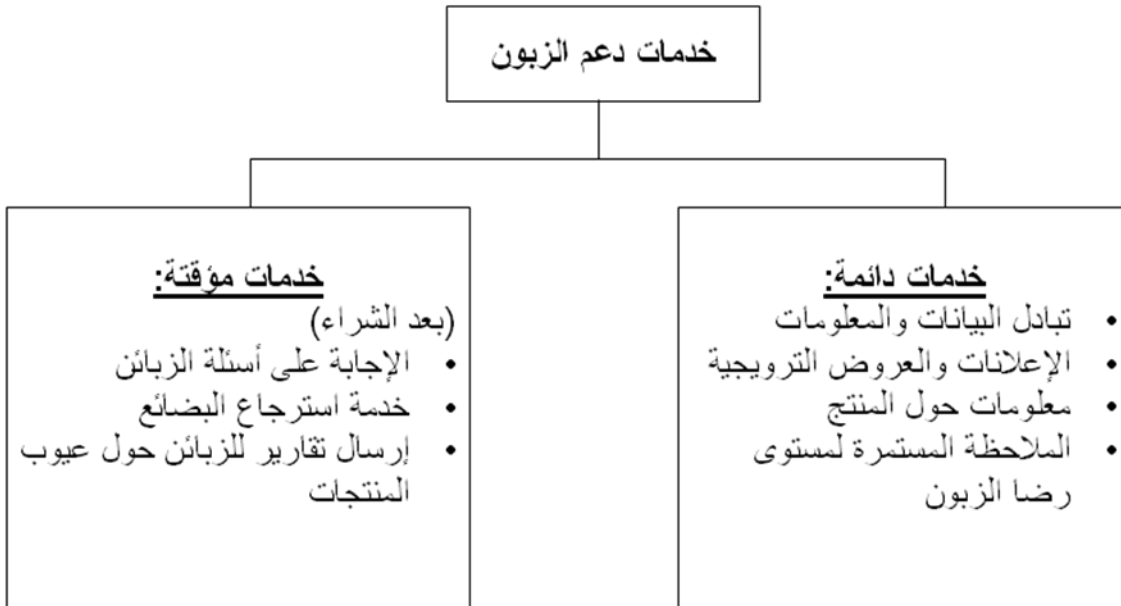 خدمات دعم الزبون
خدمات دائمة:
• تبادل البيانات والمعلومات
• الإعلانات والعروض الترويجية
• معلومات حول المنتج
• الملاحظة المستمرة لمستوى
رضا الزبون
خدمات مؤقتة:
(بعد الشراء)
• الإجابة على أسئلة الزبائن
• خدمة استرجاع البضائع
• إرسال تقارير للزبائن حول عيوب
المنتجات